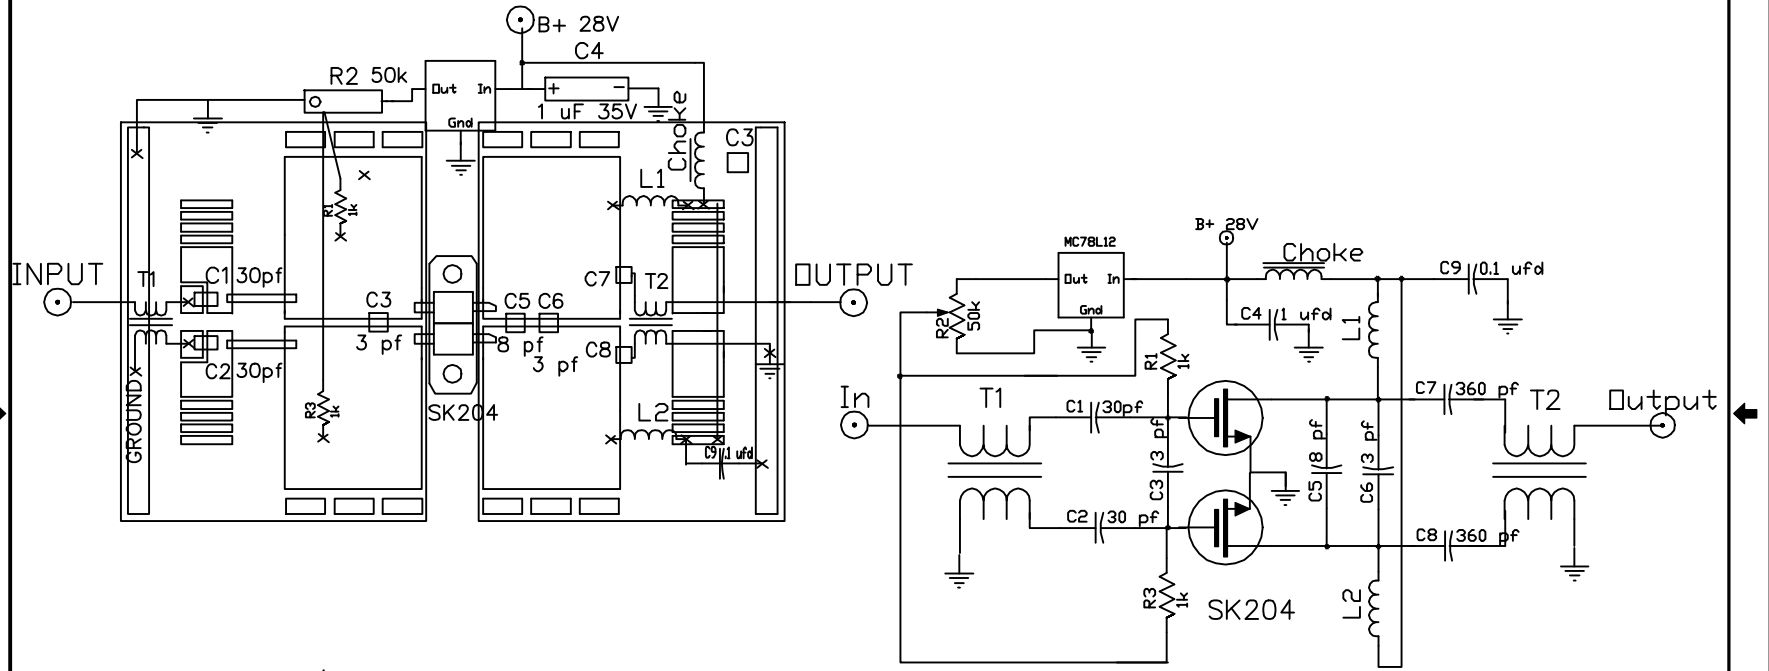 B+ 28V
C4
R2 50k
Out In
Gnd
+ −
1 uF 35V
Choke
C3
L1
R1
1k
INPUT
T1
C1 30pf
C2 30pf
C3
3 pf
C5 C6
8 pf
3 pf
C7
T2
C8
OUTPUT
GROUND
R3
1k
SK204
L2
C9 .1 ufd
B+ 28V
MC78L12
Out In
Gnd
Choke
C9 0.1 ufd
C4 1 ufd
R2
50k
L1
R1
1k
In
T1
C1 30pf
C3 3 pf
C2 30 pf
C5 8 pf
C6 3 pf
C7 360 pf
T2
Output
C8 360 pf
R3
1k
SK204
L2